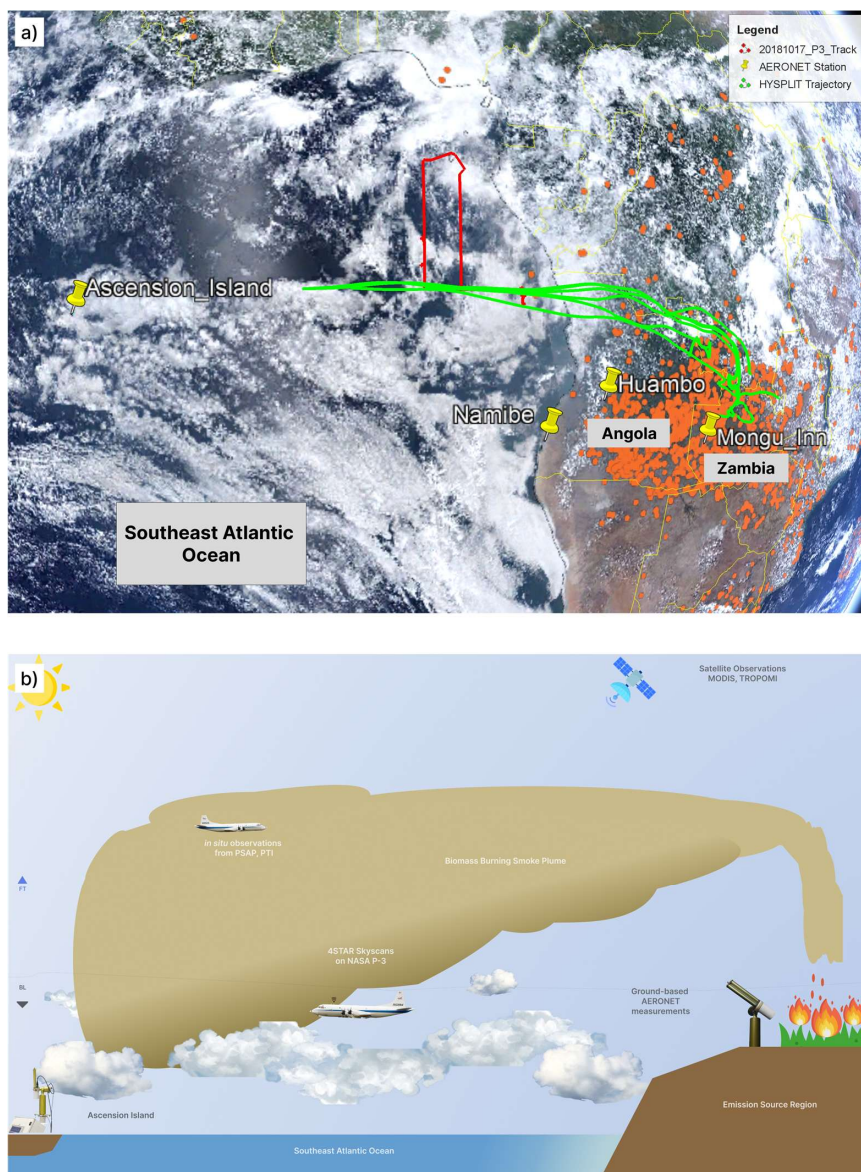 a)
Legend
20181017_P3_Track
AERONET Station
HYSPLIT Trajectory
Ascension_Island
Huambo
Namibe
Angola
Mongu_Inn
Zambia
Southeast Atlantic
Ocean
b)
Satellite Observations
MODIS, TROPOMI
in situ observations
from PSAP, PTI
Biomass Burning Smoke Plume
FT
4STAR Skyscans
on NASA P-3
BL
Ground-based
AERONET
measurements
Ascension Island
Emission Source Region
Southeast Atlantic Ocean